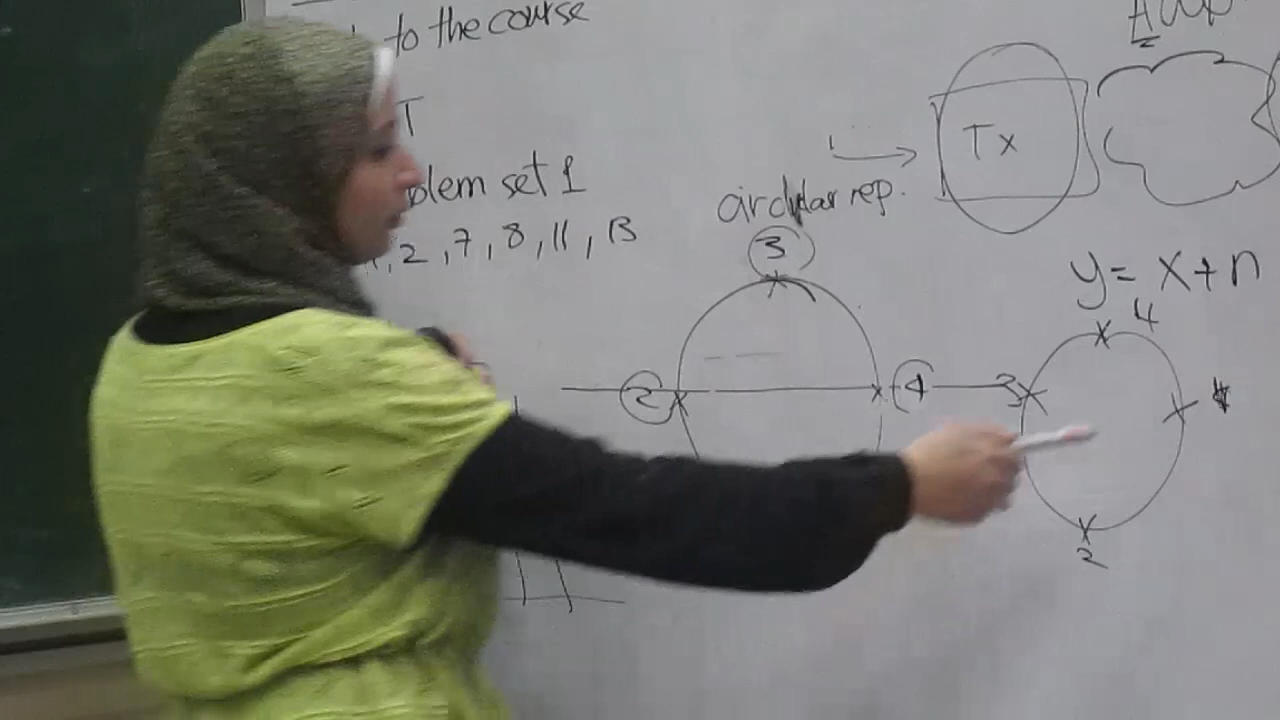 to the course
T
blem set 1
1, 2, 7, 8, 11, 13
circular rep.
Tx
y = x + n
3
2
4
3
4
2